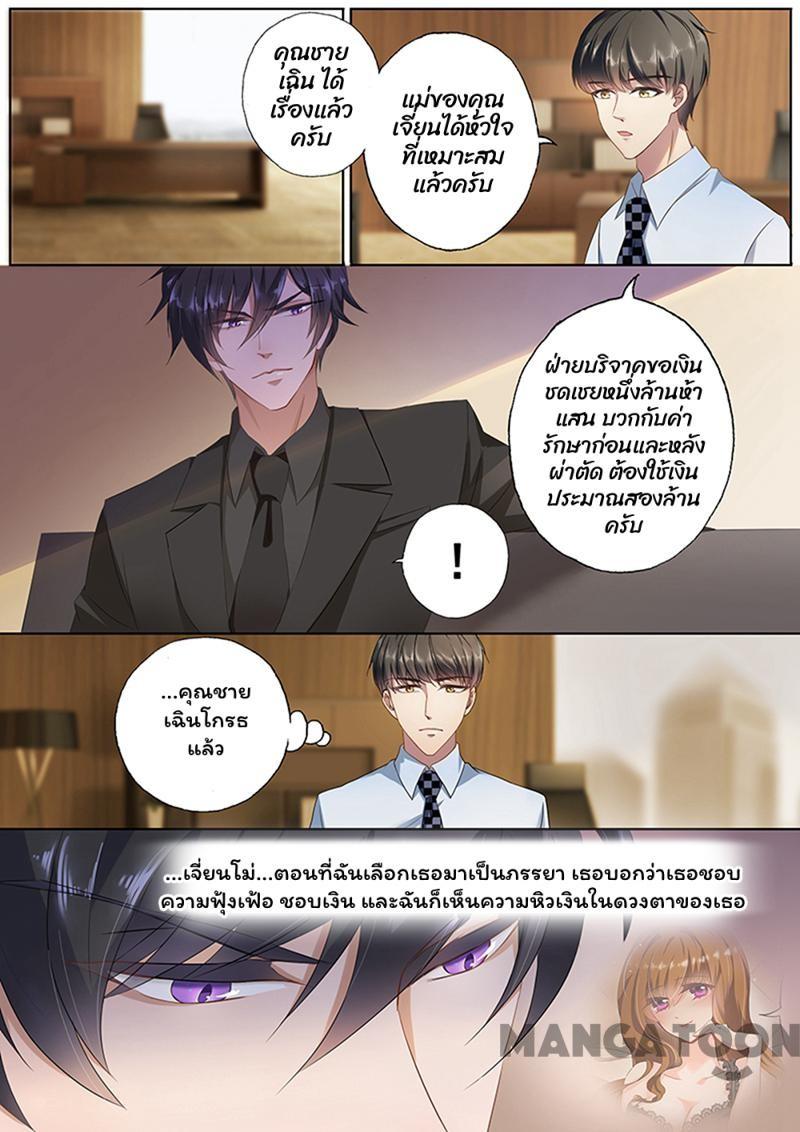 คุณชาย
เฉิน ได้
เรื่องแล้ว
ครับ
แม่ของคุณ
เจี่ยนได้หัวใจ
ที่เหมาะสม
แล้วครับ
ฝ่ายบริจาคขอเงิน
ชดเชยหนึ่งล้านห้า
แสน บวกกับค่า
รักษาก่อนและหลัง
ผ่าตัด ต้องใช้เงิน
ประมาณสองล้าน
ครับ
!
...คุณชาย
เฉินโกรธ
แล้ว
...เจี่ยนโม่...ตอนที่ฉันเลือกเธอมาเป็นภรรยา เธอบอกว่าเธอชอบ
ความฟุ้งเฟ้อ ชอบเงิน และฉันก็เห็นความหิวเงินในดวงตาของเธอ
MANGATOON